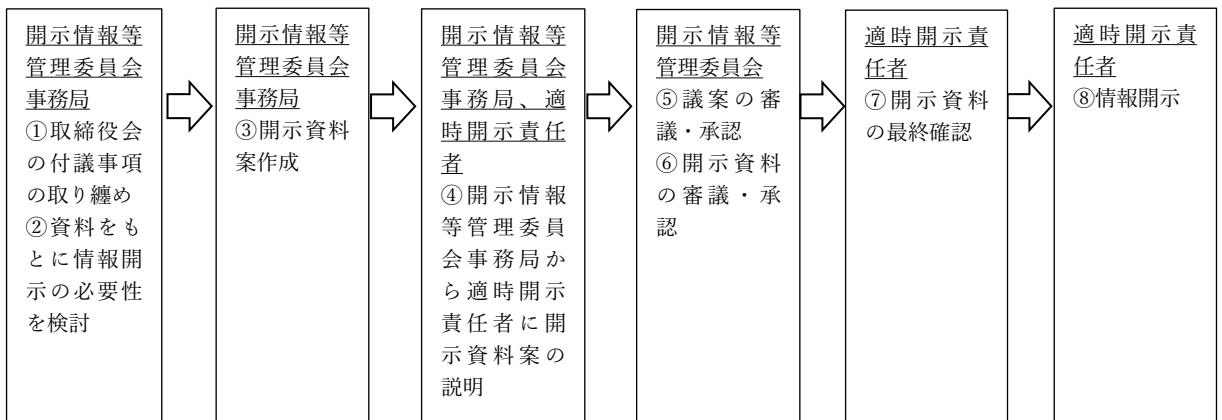 開示情報等
管理委員会
事務局
①取締役会
の付議事項
の取り纏め
②資料をも
とに情報開
示の必要性
を検討
開示情報等
管理委員会
事務局
③開示資料
案作成
開示情報等
管理委員会
事務局、適
時開示責任
者
④開示情報
等管理委員
会事務局か
ら適時開示
責任者に開
示資料案の
説明
開示情報等
管理委員会
⑤議案の審
議・承認
⑥開示資料
の審議・承
認
適時開示責
任者
⑦開示資料
の最終確認
適時開示責
任者
⑧情報開示